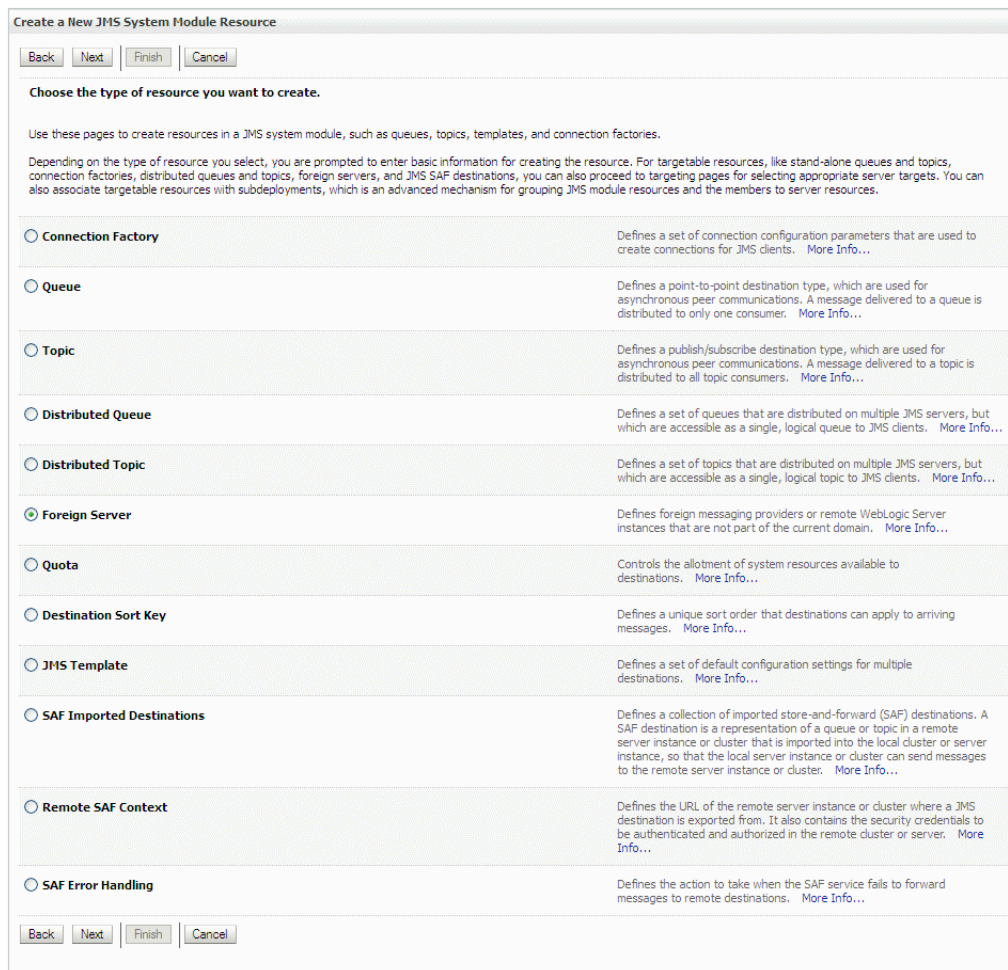 Create a New JMS System Module Resource
Back Next Finish Cancel
Choose the type of resource you want to create.
Use these pages to create resources in a JMS system module, such as queues, topics, templates, and connection factories.
Depending on the type of resource you select, you are prompted to enter basic information for creating the resource. For targetable resources, like stand-alone queues and topics,
connection factories, distributed queues and topics, foreign servers, and JMS SAF destinations, you can also proceed to targeting pages for selecting appropriate server targets. You can
also associate targetable resources with subdeployments, which is an advanced mechanism for grouping JMS module resources and the members to server resources.
Connection Factory
Defines a set of connection configuration parameters that are used to
create connections for JMS clients. More Info...
Queue
Defines a point-to-point destination type, which are used for
asynchronous peer communications. A message delivered to a queue is
distributed to only one consumer. More Info...
Topic
Defines a publish/subscribe destination type, which are used for
asynchronous peer communications. A message delivered to a topic is
distributed to all topic consumers. More Info...
Distributed Queue
Defines a set of queues that are distributed on multiple JMS servers, but
which are accessible as a single, logical queue to JMS clients. More Info...
Distributed Topic
Defines a set of topics that are distributed on multiple JMS servers, but
which are accessible as a single, logical topic to JMS clients. More Info...
Foreign Server
Defines foreign messaging providers or remote WebLogic Server
instances that are not part of the current domain. More Info...
Quota
Controls the allotment of system resources available to
destinations. More Info...
Destination Sort Key
Defines a unique sort order that destinations can apply to arriving
messages. More Info...
JMS Template
Defines a set of default configuration settings for multiple
destinations. More Info...
SAF Imported Destinations
Defines a collection of imported store-and-forward (SAF) destinations. A
SAF destination is a representation of a queue or topic in a remote
server instance or cluster that is imported into the local cluster or server
instance, so that the local server instance or cluster can send messages
to the remote server instance or cluster. More Info...
Remote SAF Context
Defines the URL of the remote server instance or cluster where a JMS
destination is exported from. It also contains the security credentials to
be authenticated and authorized in the remote cluster or server. More
Info...
SAF Error Handling
Defines the action to take when the SAF service fails to forward
messages to remote destinations. More Info...
Back Next Finish Cancel